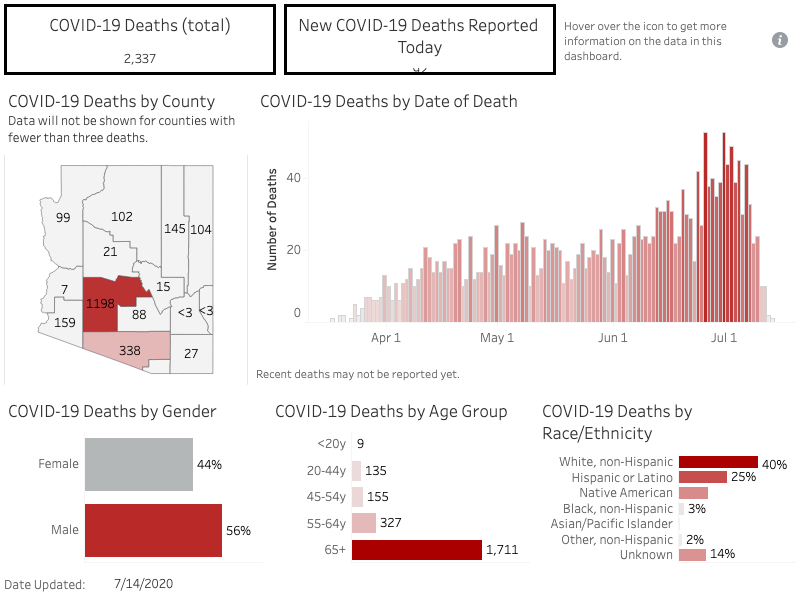 COVID-19 Deaths (total)
2,337
New COVID-19 Deaths Reported
Today
Hover over the icon to get more
information on the data in this
dashboard.
i
COVID-19 Deaths by County
Data will not be shown for counties with
fewer than three deaths.
99
102
145
104
21
7
15
1198
<3
<3
159
88
338
27
COVID-19 Deaths by Date of Death
Number of Deaths
40
20
0
Apr 1
May 1
Jun 1
Jul 1
Recent deaths may not be reported yet.
COVID-19 Deaths by Gender
Female 44%
Male 56%
COVID-19 Deaths by Age Group
<20y 9
20-44y 135
45-54y 155
55-64y 327
65+ 1,711
COVID-19 Deaths by
Race/Ethnicity
White, non-Hispanic 40%
Hispanic or Latino 25%
Native American
Black, non-Hispanic 3%
Asian/Pacific Islander
Other, non-Hispanic 2%
Unknown 14%
Date Updated: 7/14/2020